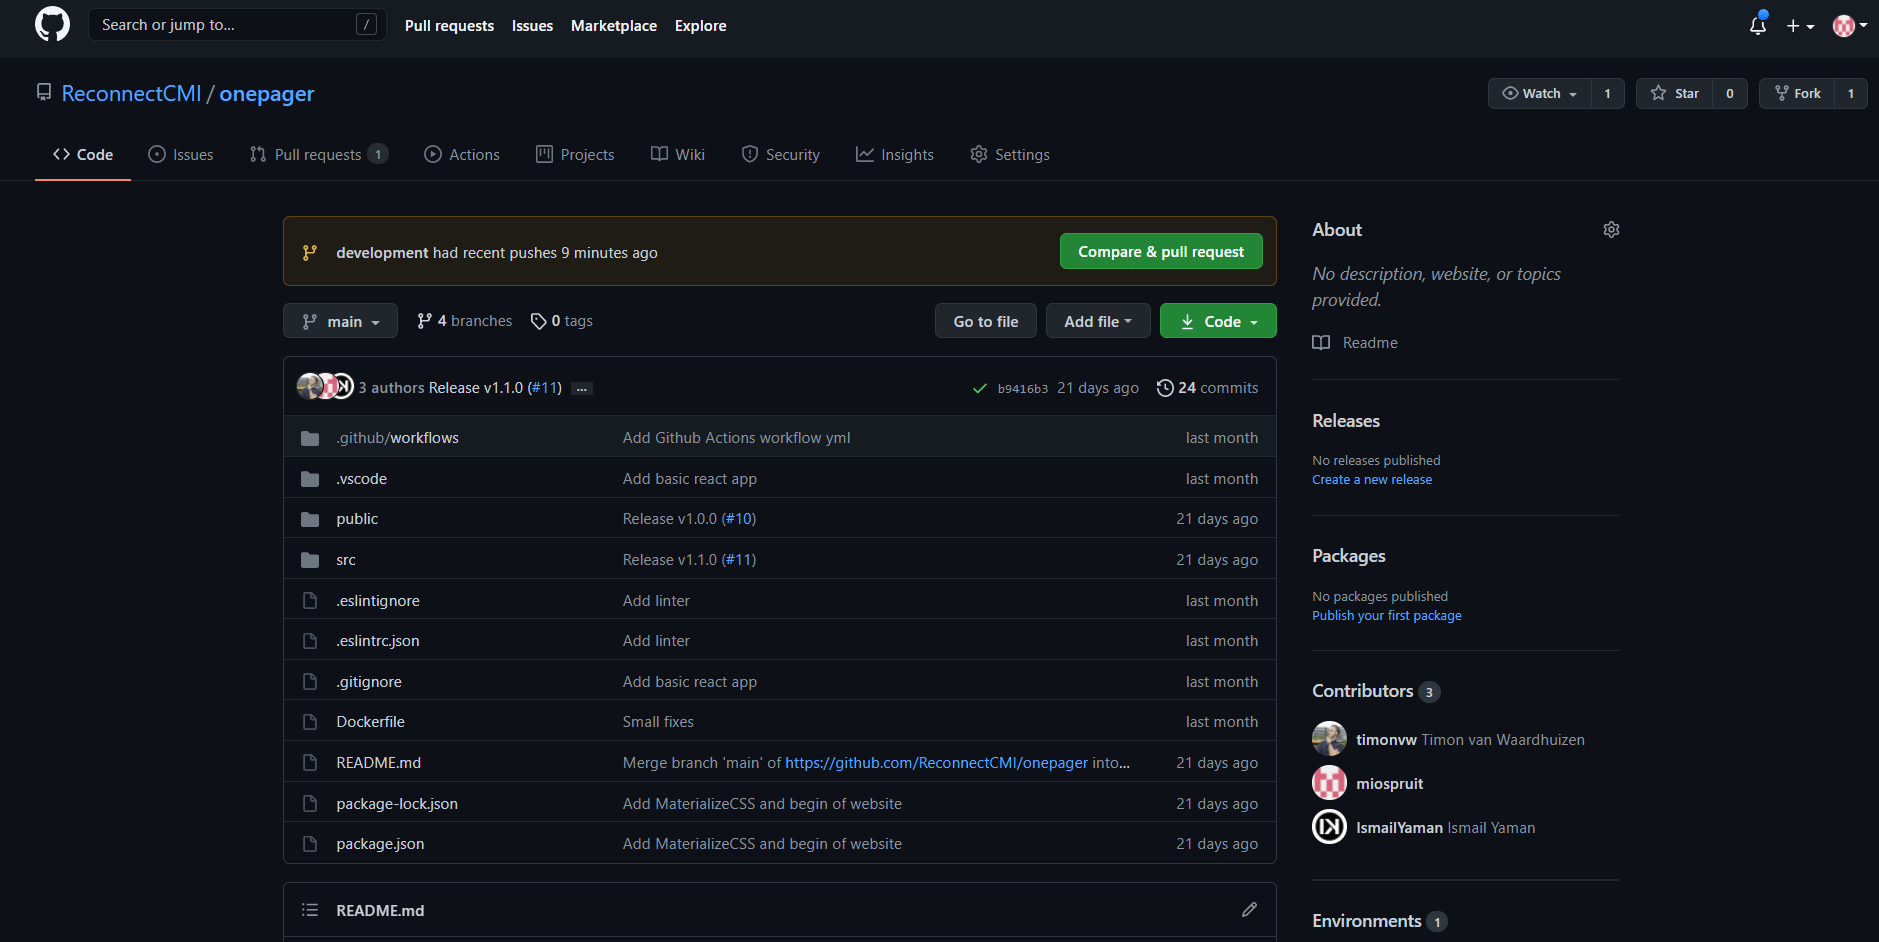 Search or jump to... /
Pull requests Issues Marketplace Explore
ReconnectCMI / onepager
Watch 1 Star 0 Fork 1
Code Issues Pull requests 1 Actions Projects Wiki Security Insights Settings
development had recent pushes 9 minutes ago Compare & pull request
main 4 branches 0 tags Go to file Add file Code
3 authors Release v1.1.0 (#11) ... b9416b3 21 days ago 24 commits
.github/workflows Add Github Actions workflow yml last month
.vscode Add basic react app last month
public Release v1.0.0 (#10) 21 days ago
src Release v1.1.0 (#11) 21 days ago
.eslintignore Add linter last month
.eslintrc.json Add linter last month
.gitignore Add basic react app last month
Dockerfile Small fixes last month
README.md Merge branch 'main' of https://github.com/ReconnectCMI/onepager into... 21 days ago
package-lock.json Add MaterializeCSS and begin of website 21 days ago
package.json Add MaterializeCSS and begin of website 21 days ago
README.md
About
No description, website, or topics
provided.
Readme
Releases
No releases published
Create a new release
Packages
No packages published
Publish your first package
Contributors 3
timonvw Timon van Waardhuizen
miospruit
IsmailYaman Ismail Yaman
Environments 1